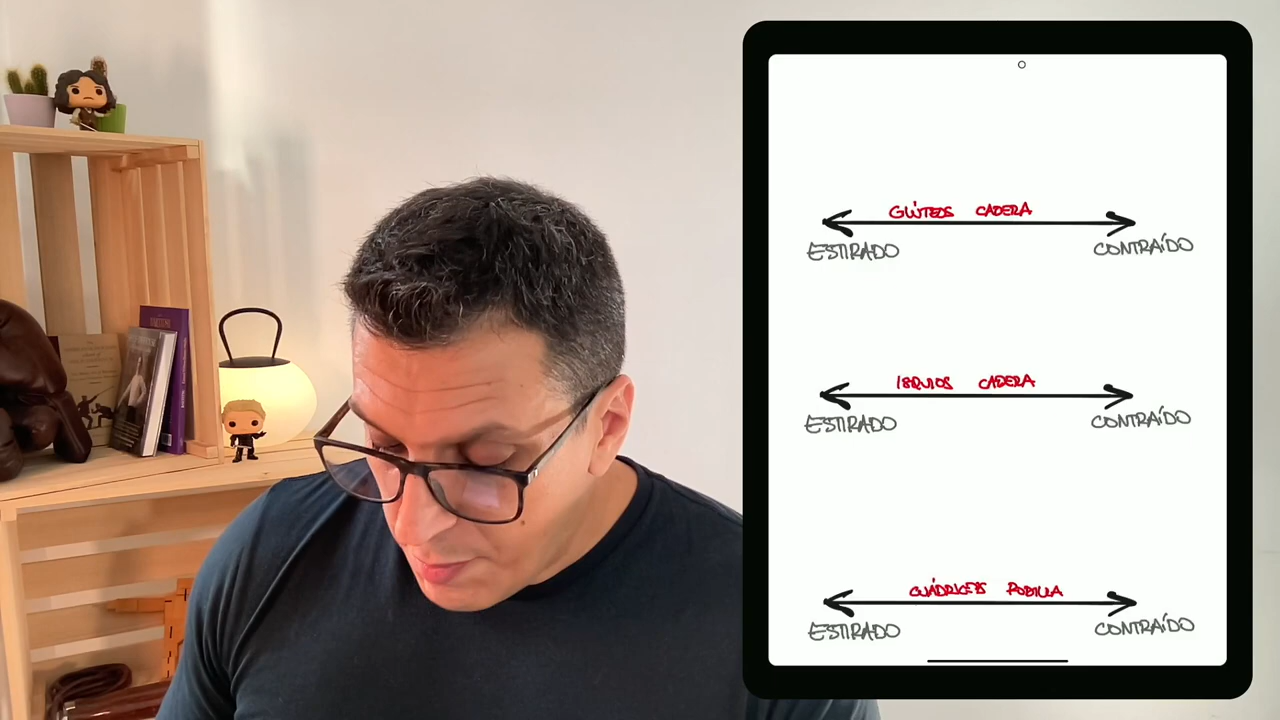 GLÚTEOS CADERA
ESTIRADO CONTRAÍDO
ISQUIOS CADERA
ESTIRADO CONTRAÍDO
CUÁDRICEPS RODILLA
ESTIRADO CONTRAÍDO